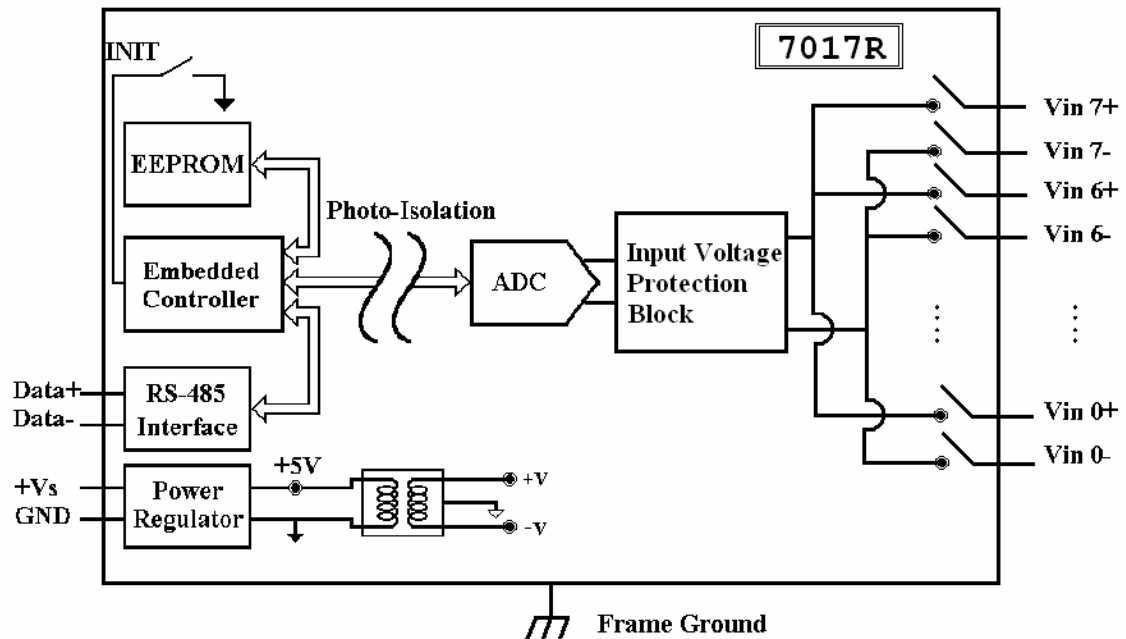 7017R
INIT
EEPROM
Photo-Isolation
Embedded
Controller
ADC
Input Voltage
Protection
Block
Vin 7+
Vin 7-
Vin 6+
Vin 6-
Data+
Data-
RS-485
Interface
Vin 0+
Vin 0-
+Vs
GND
Power
Regulator
+5V
+V
-V
Frame Ground